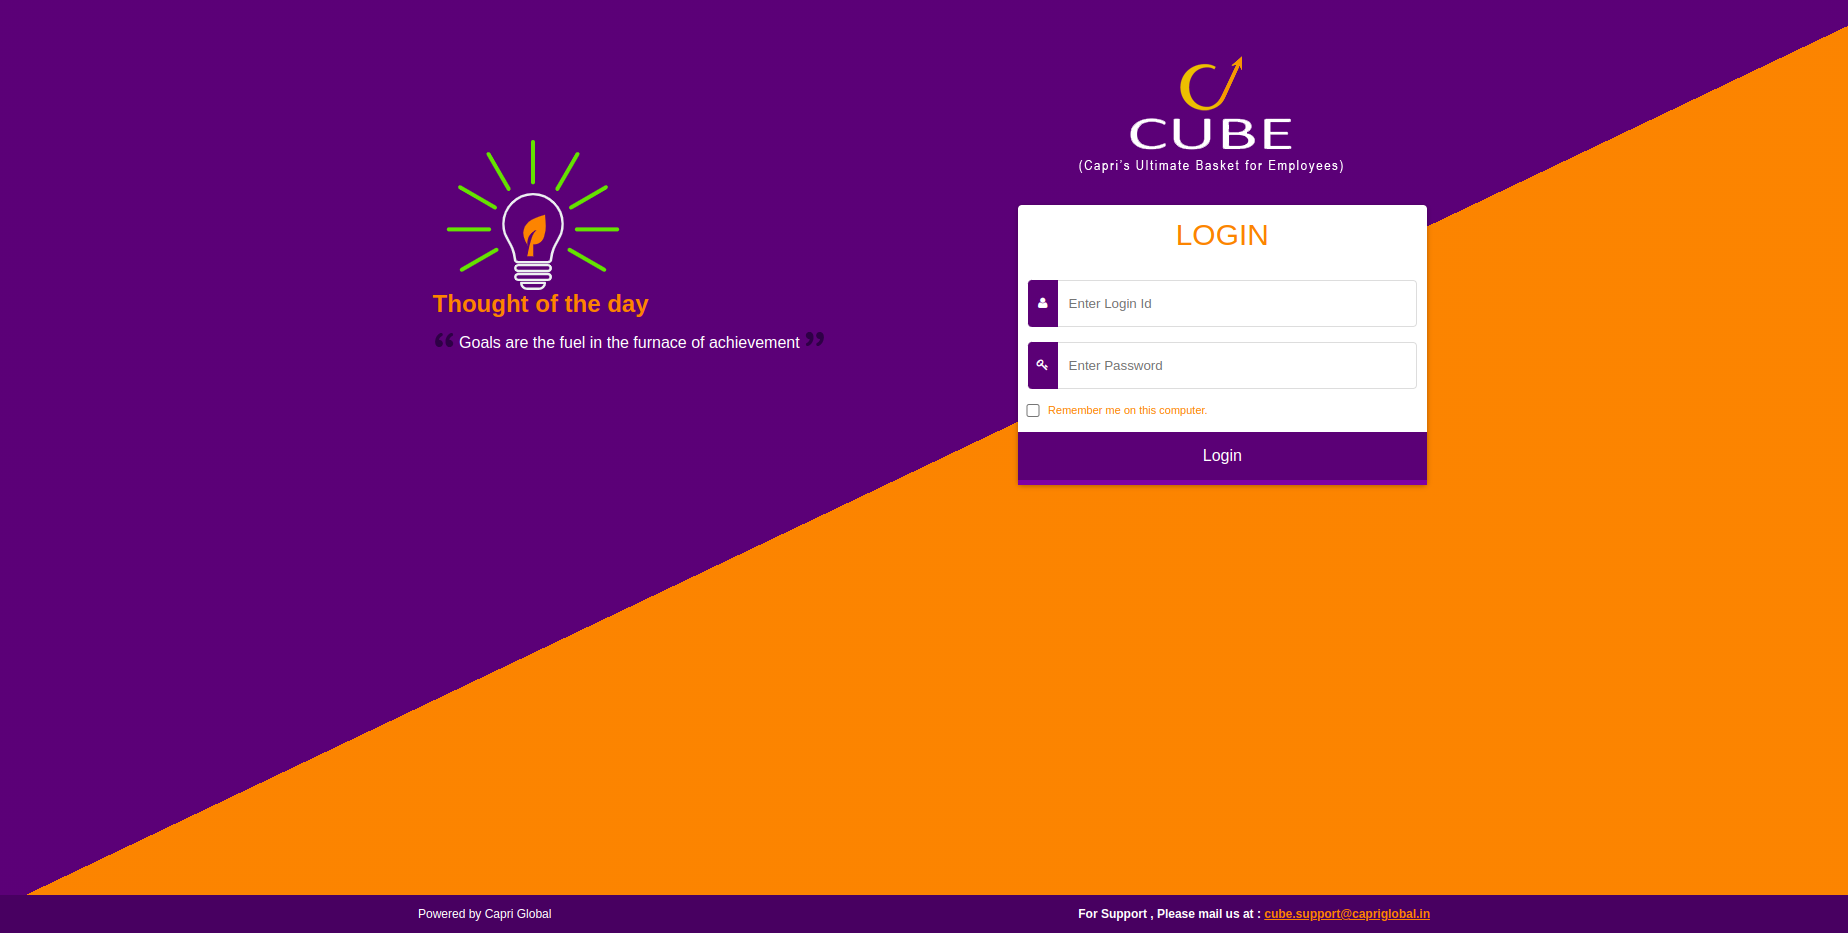 CUBE
(Capri's Ultimate Basket for Employees)
Thought of the day
“ Goals are the fuel in the furnace of achievement ”
LOGIN
Enter Login Id
Enter Password
Remember me on this computer.
Login
Powered by Capri Global
For Support , Please mail us at : cube.support@capriglobal.in